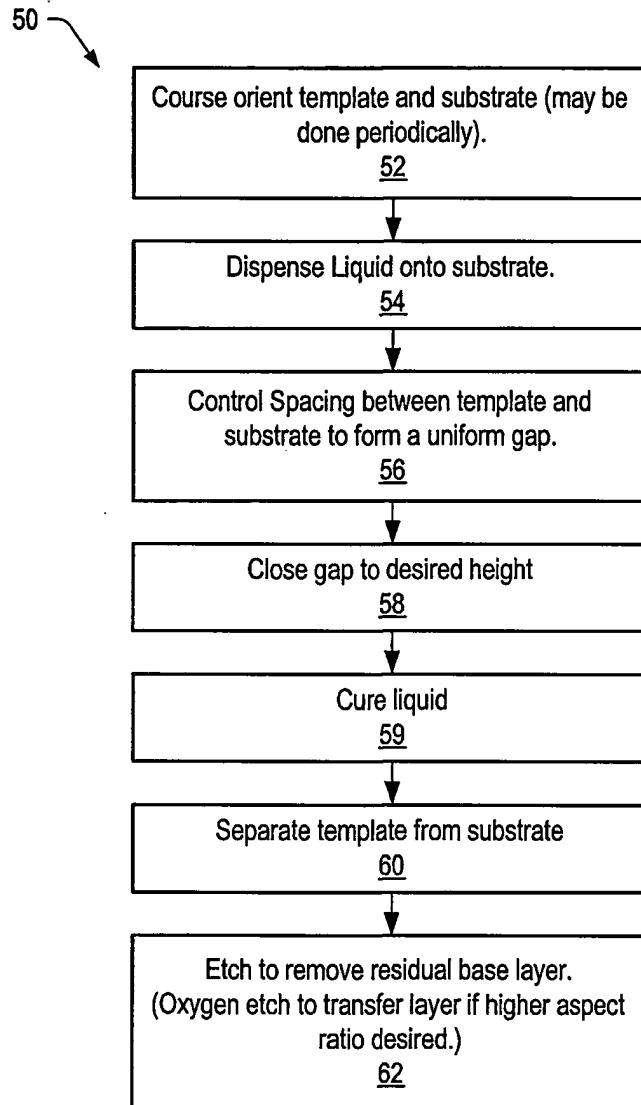 50
Course orient template and substrate (may be
done periodically).
52
Dispense Liquid onto substrate.
54
Control Spacing between template and
substrate to form a uniform gap.
56
Close gap to desired height
58
Cure liquid
59
Separate template from substrate
60
Etch to remove residual base layer.
(Oxygen etch to transfer layer if higher aspect
ratio desired.)
62